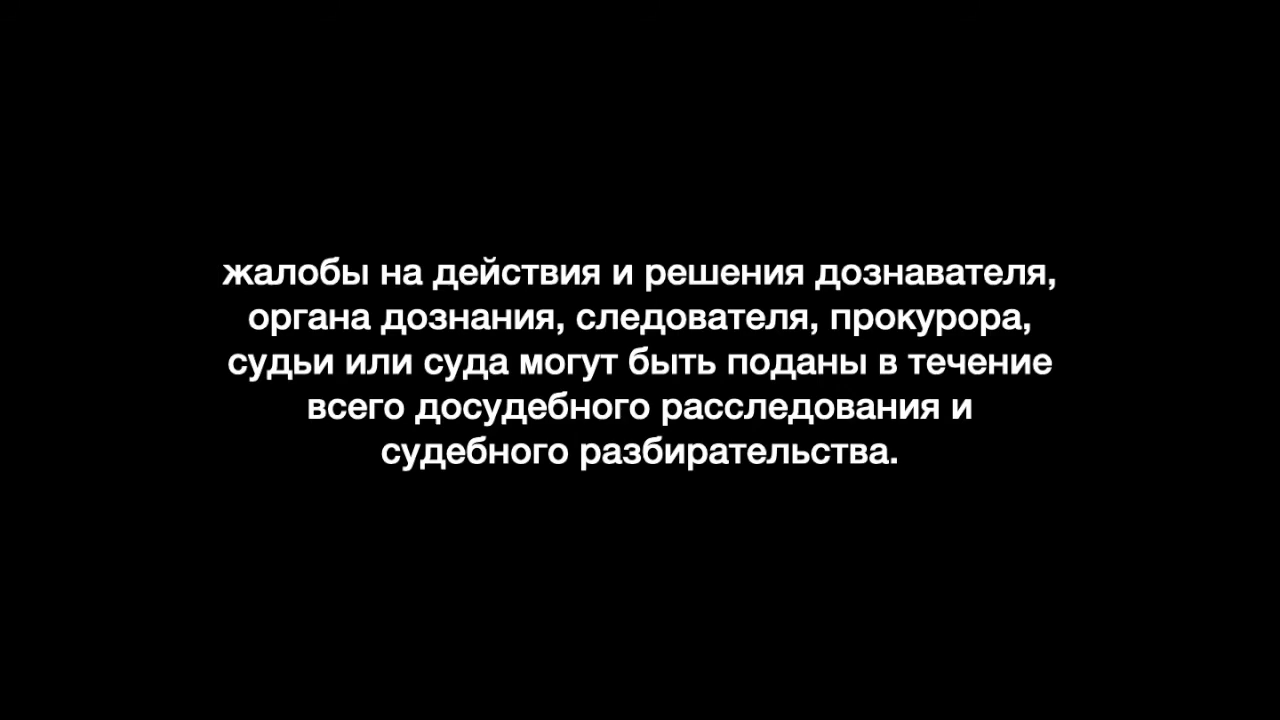 жалобы на действия и решения дознавателя,
органа дознания, следователя, прокурора,
судьи или суда могут быть поданы в течение
всего досудебного расследования и
судебного разбирательства.